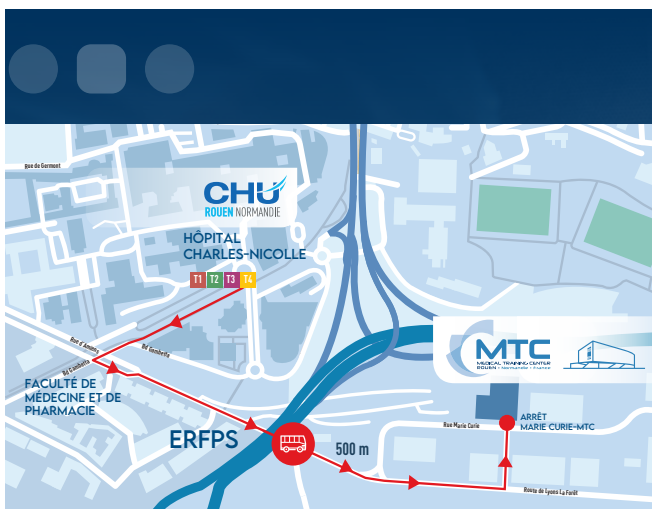 Rue de Germont
CHU
ROUEN NORMANDIE
HÔPITAL
CHARLES-NICOLLE
T1 T2 T3 T4
Rue d'Amiens
Bd Gambetta
Bd Gambetta
FACULTÉ DE
MÉDECINE ET DE
PHARMACIE
MTC
MEDICAL TRAINING CENTER
ROUEN • Normandie • France
ERFPS
500 m
Rue Marie Curie
ARRÊT
MARIE CURIE-MTC
Route de Lyons La Forêt